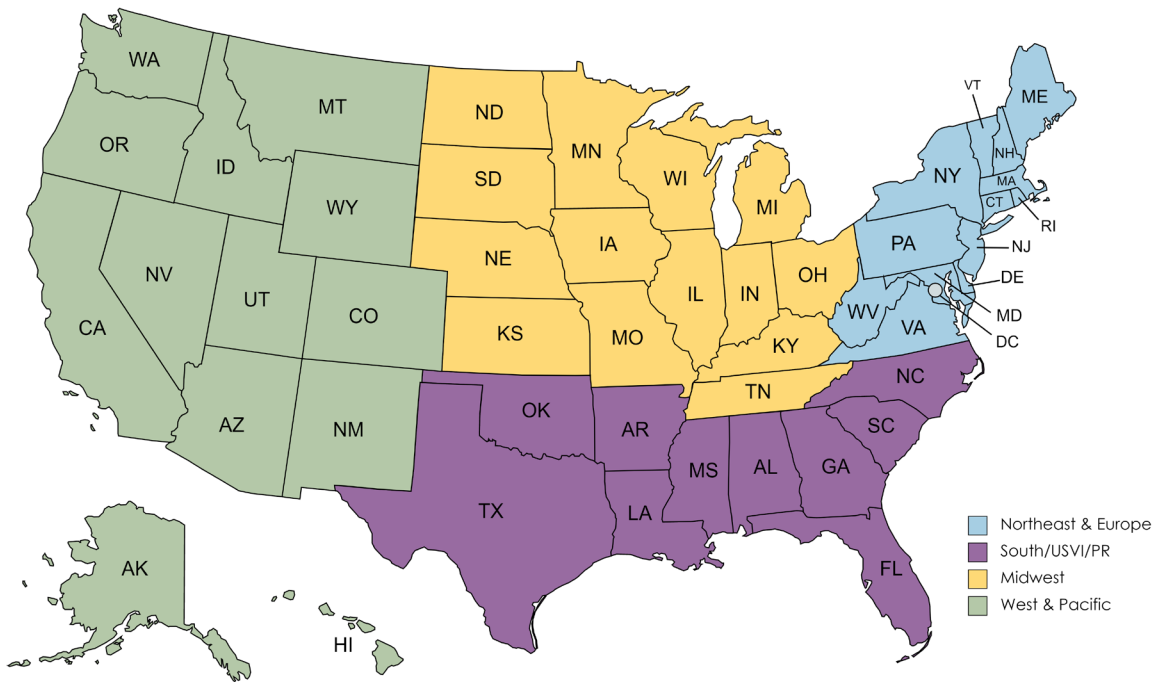 WA
MT
ND
MN
VT
ME
OR
ID
SD
WI
MI
NY
NH
MA
CT
RI
WY
NE
IA
PA
NJ
NV
UT
CO
IL
IN
OH
WV
DE
MD
DC
CA
KS
MO
KY
VA
AZ
NM
OK
AR
TN
NC
SC
TX
LA
MS
AL
GA
FL
AK
HI
Northeast & Europe
South/USVI/PR
Midwest
West & Pacific